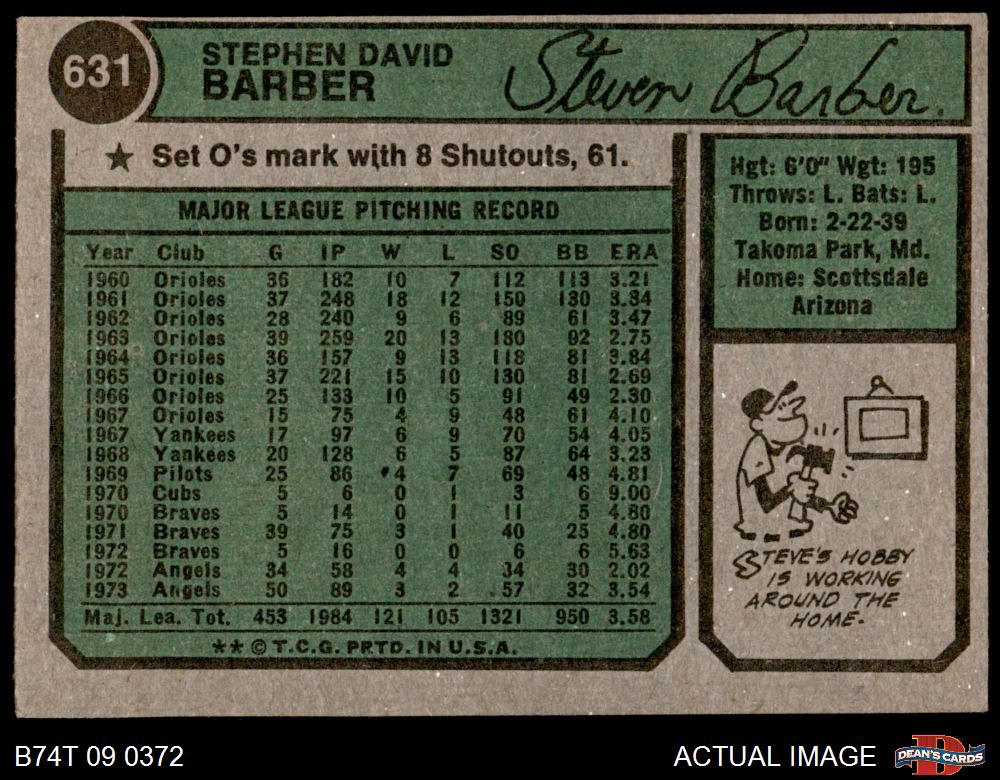 631
STEPHEN DAVID
BARBER
Steven Barber.
★ Set O's mark with 8 Shutouts, 61.
MAJOR LEAGUE PITCHING RECORD
Year Club G IP W L SO BB ERA
1960 Orioles 36 182 10 7 112 113 3.21
1961 Orioles 37 248 18 12 150 130 3.34
1962 Orioles 28 240 9 6 89 61 3.47
1963 Orioles 39 259 20 13 180 92 2.75
1964 Orioles 36 157 9 13 118 81 3.84
1965 Orioles 37 221 15 10 130 81 2.69
1966 Orioles 25 133 10 5 91 49 2.30
1967 Orioles 15 75 4 9 48 61 4.10
1967 Yankees 17 97 6 9 70 54 4.05
1968 Yankees 20 128 6 5 87 64 3.23
1969 Pilots 25 86 4 7 69 48 4.81
1970 Cubs 5 6 0 1 3 6 9.00
1970 Braves 5 14 0 1 11 5 4.80
1971 Braves 39 75 3 1 40 25 4.80
1972 Braves 5 16 0 0 6 6 5.63
1972 Angels 34 58 4 4 34 30 2.02
1973 Angels 50 89 3 2 57 32 3.54
Maj. Lea. Tot. 453 1984 121 105 1321 950 3.58
** © T.C.G. PRTD. IN U.S.A.
Hgt: 6'0" Wgt: 195
Throws: L. Bats: L.
Born: 2-22-39
Takoma Park, Md.
Home: Scottsdale
Arizona
STEVE'S HOBBY
IS WORKING
AROUND THE
HOME.
B74T 09 0372
ACTUAL IMAGE
DEAN'S CARDS